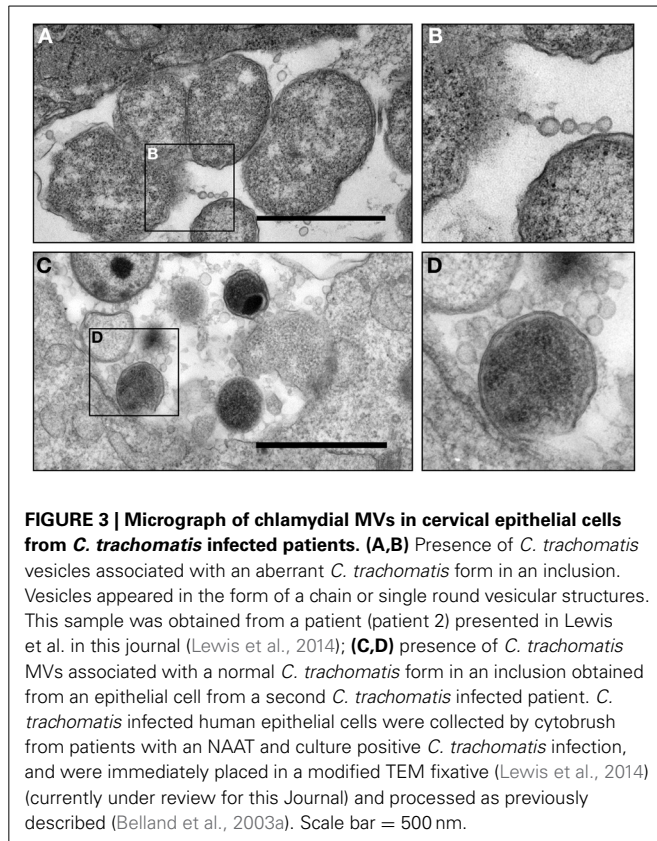 A
B
B
C
D
D
FIGURE 3 | Micrograph of chlamydial MVs in cervical epithelial cells
from C. trachomatis infected patients. (A,B) Presence of C. trachomatis
vesicles associated with an aberrant C. trachomatis form in an inclusion.
Vesicles appeared in the form of a chain or single round vesicular structures.
This sample was obtained from a patient (patient 2) presented in Lewis
et al. in this journal (Lewis et al., 2014); (C,D) presence of C. trachomatis
MVs associated with a normal C. trachomatis form in an inclusion obtained
from an epithelial cell from a second C. trachomatis infected patient. C.
trachomatis infected human epithelial cells were collected by cytobrush
from patients with an NAAT and culture positive C. trachomatis infection,
and were immediately placed in a modified TEM fixative (Lewis et al., 2014)
(currently under review for this Journal) and processed as previously
described (Belland et al., 2003a). Scale bar = 500 nm.